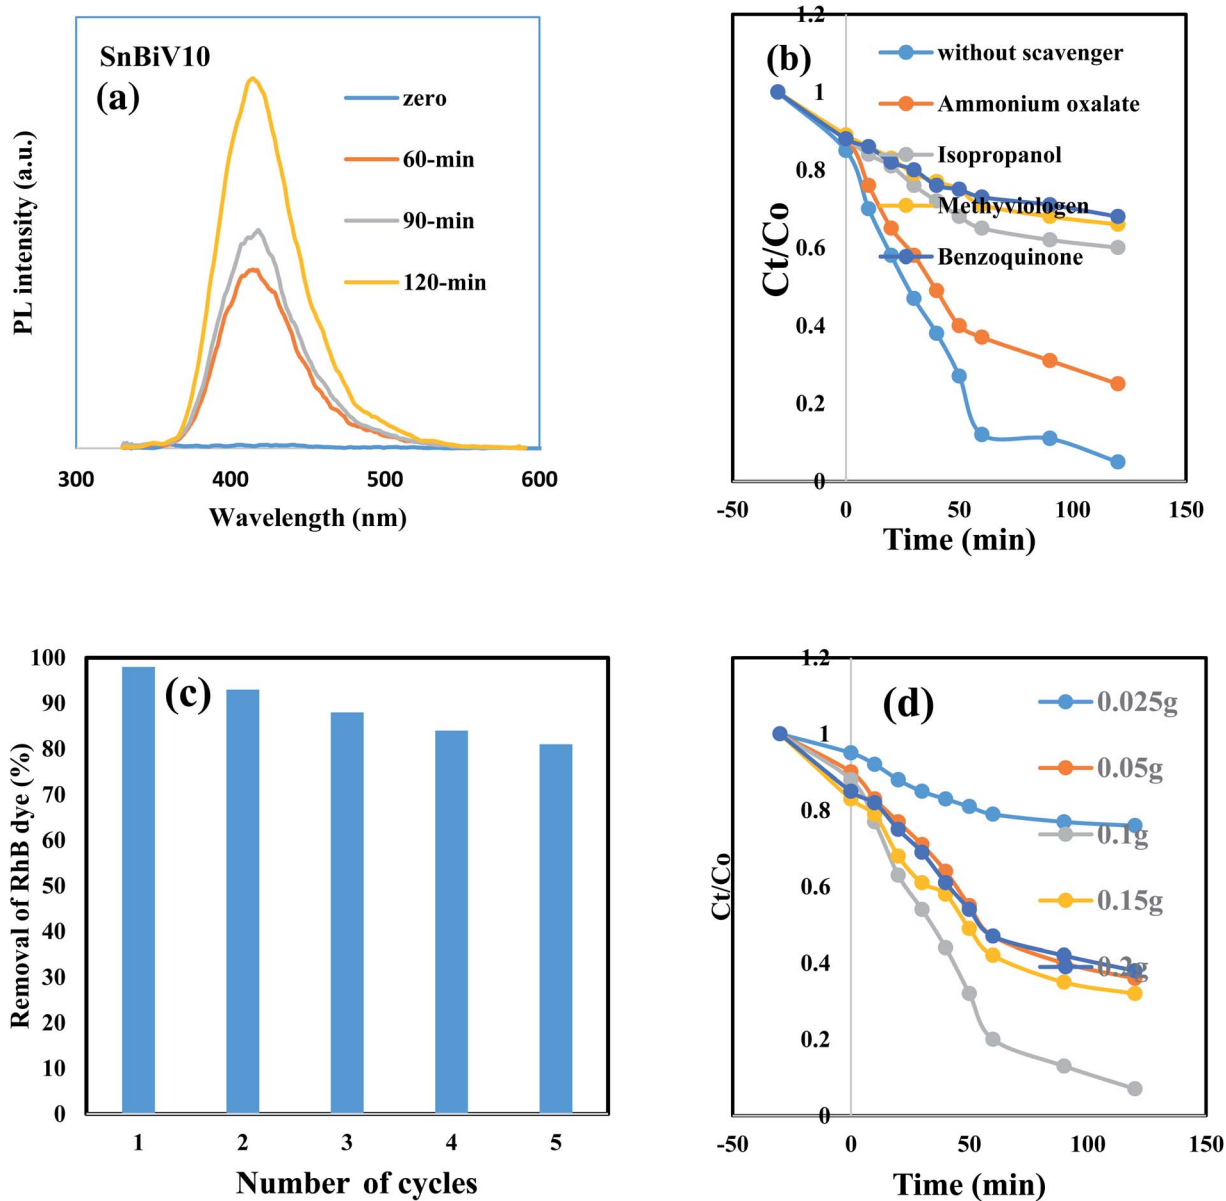 SnBiV10
(a)
zero
60-min
90-min
120-min
PL intensity (a.u.)
300
400
500
600
Wavelength (nm)
(b)
without scavenger
Ammonium oxalate
Isopropanol
Methyviologen
Benzoquinone
Ct/Co
1.2
1
0.8
0.6
0.4
0.2
0
-50
0
50
100
150
Time (min)
(c)
Removal of RhB dye (%)
100
90
80
70
60
50
40
30
20
10
0
1
2
3
4
5
Number of cycles
(d)
0.025g
0.05g
0.1g
0.15g
0.2g
Ct/Co
1.2
1
0.8
0.6
0.4
0.2
0
-50
0
50
100
150
Time (min)